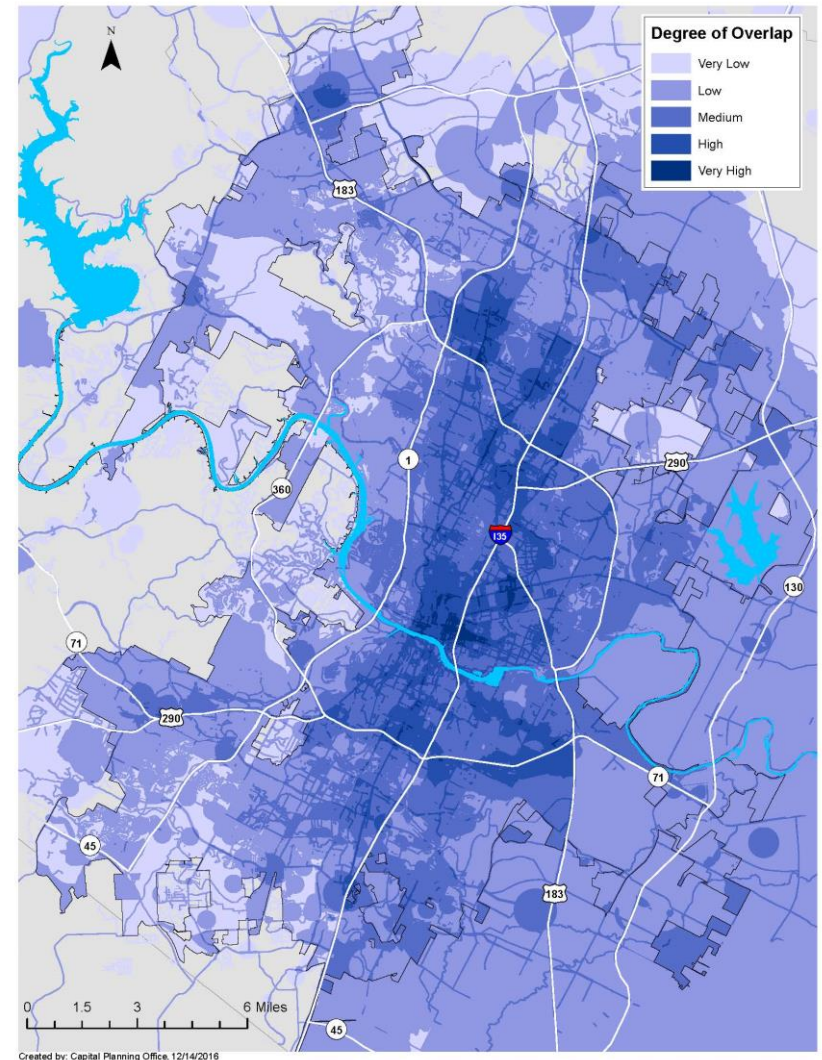 N
Degree of Overlap
Very Low
Low
Medium
High
Very High
183
1
290
360
I35
130
71
290
71
45
183
0 1.5 3 6 Miles
45
Created by: Capital Planning Office, 12/14/2016